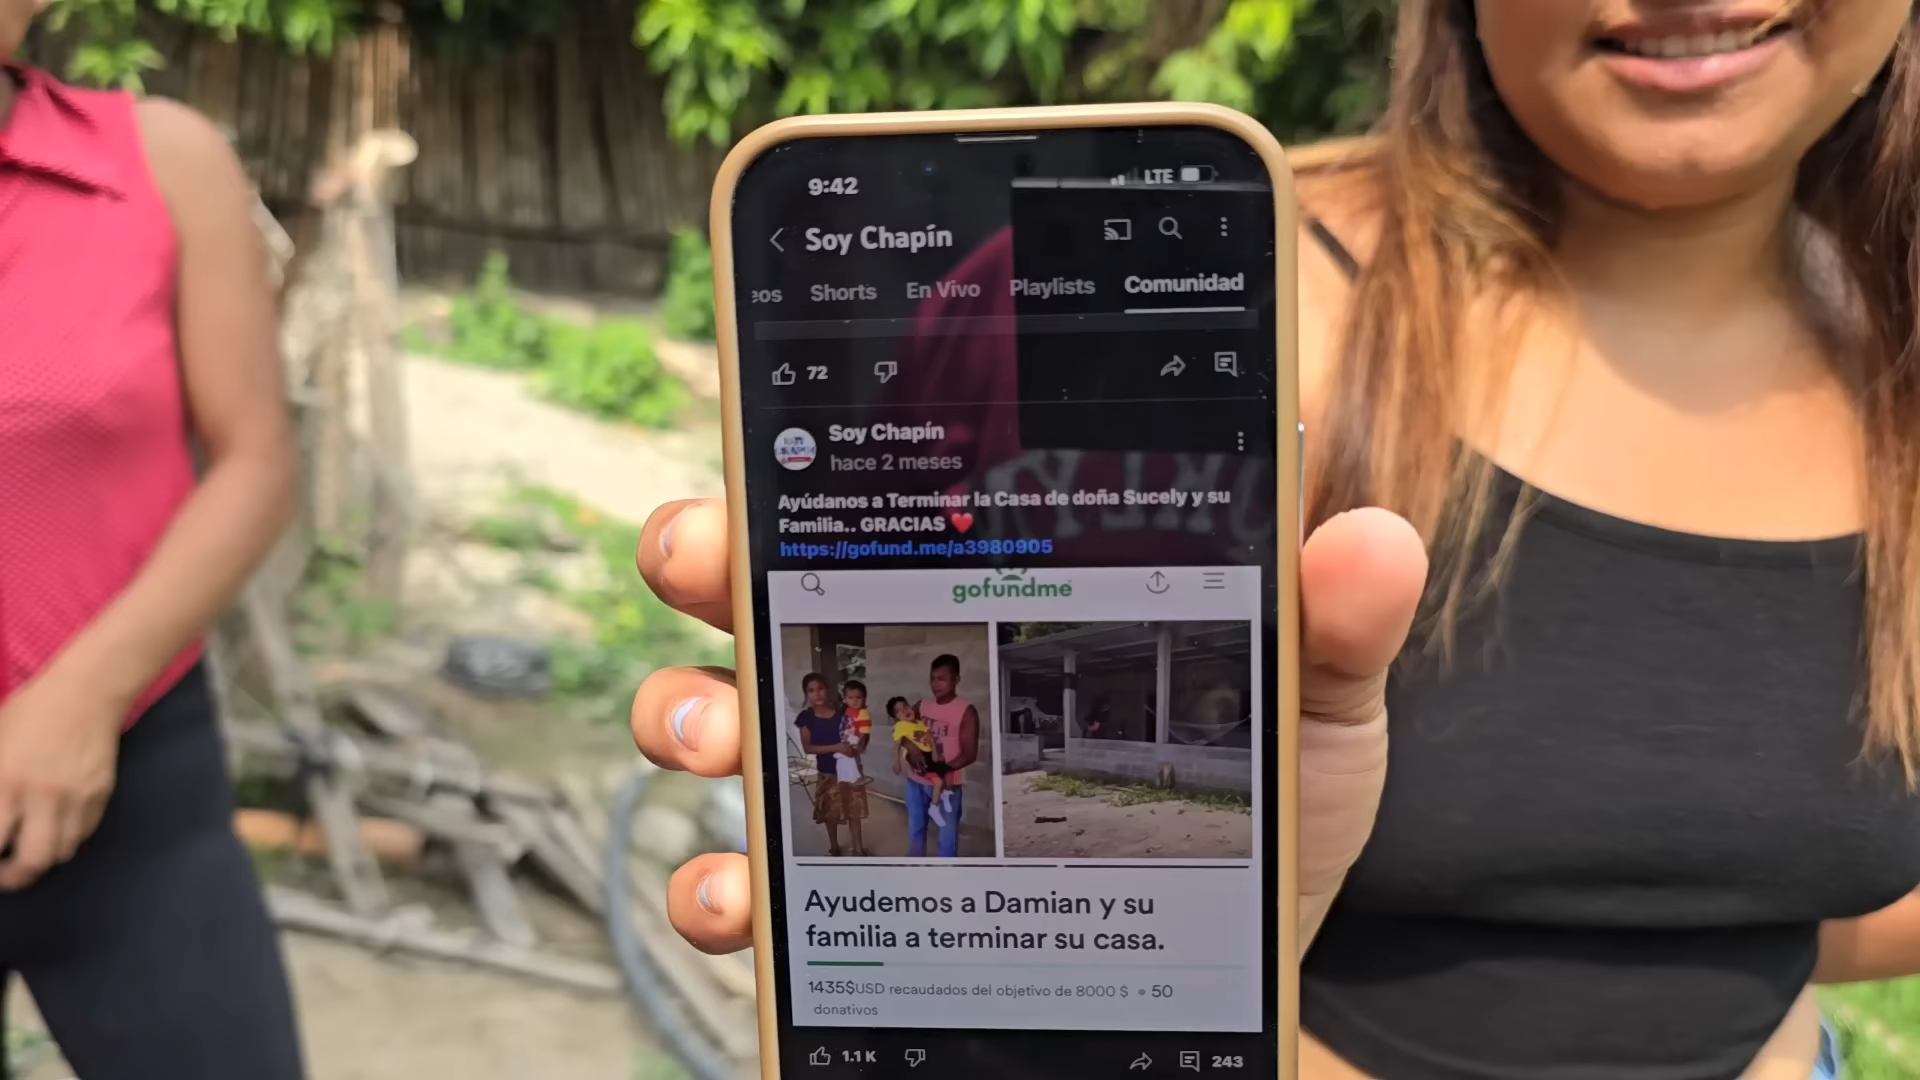 9:42
LTE
Soy Chapín
eos Shorts En Vivo Playlists Comunidad
72
Soy Chapín
hace 2 meses
Ayúdanos a Terminar la Casa de doña Sucely y su
Familia.. GRACIAS ❤️
https://gofund.me/a3980905
gofundme
Ayudemos a Damian y su
familia a terminar su casa.
1435$USD recaudados del objetivo de 8000 $ • 50
donativos
1.1 K
243